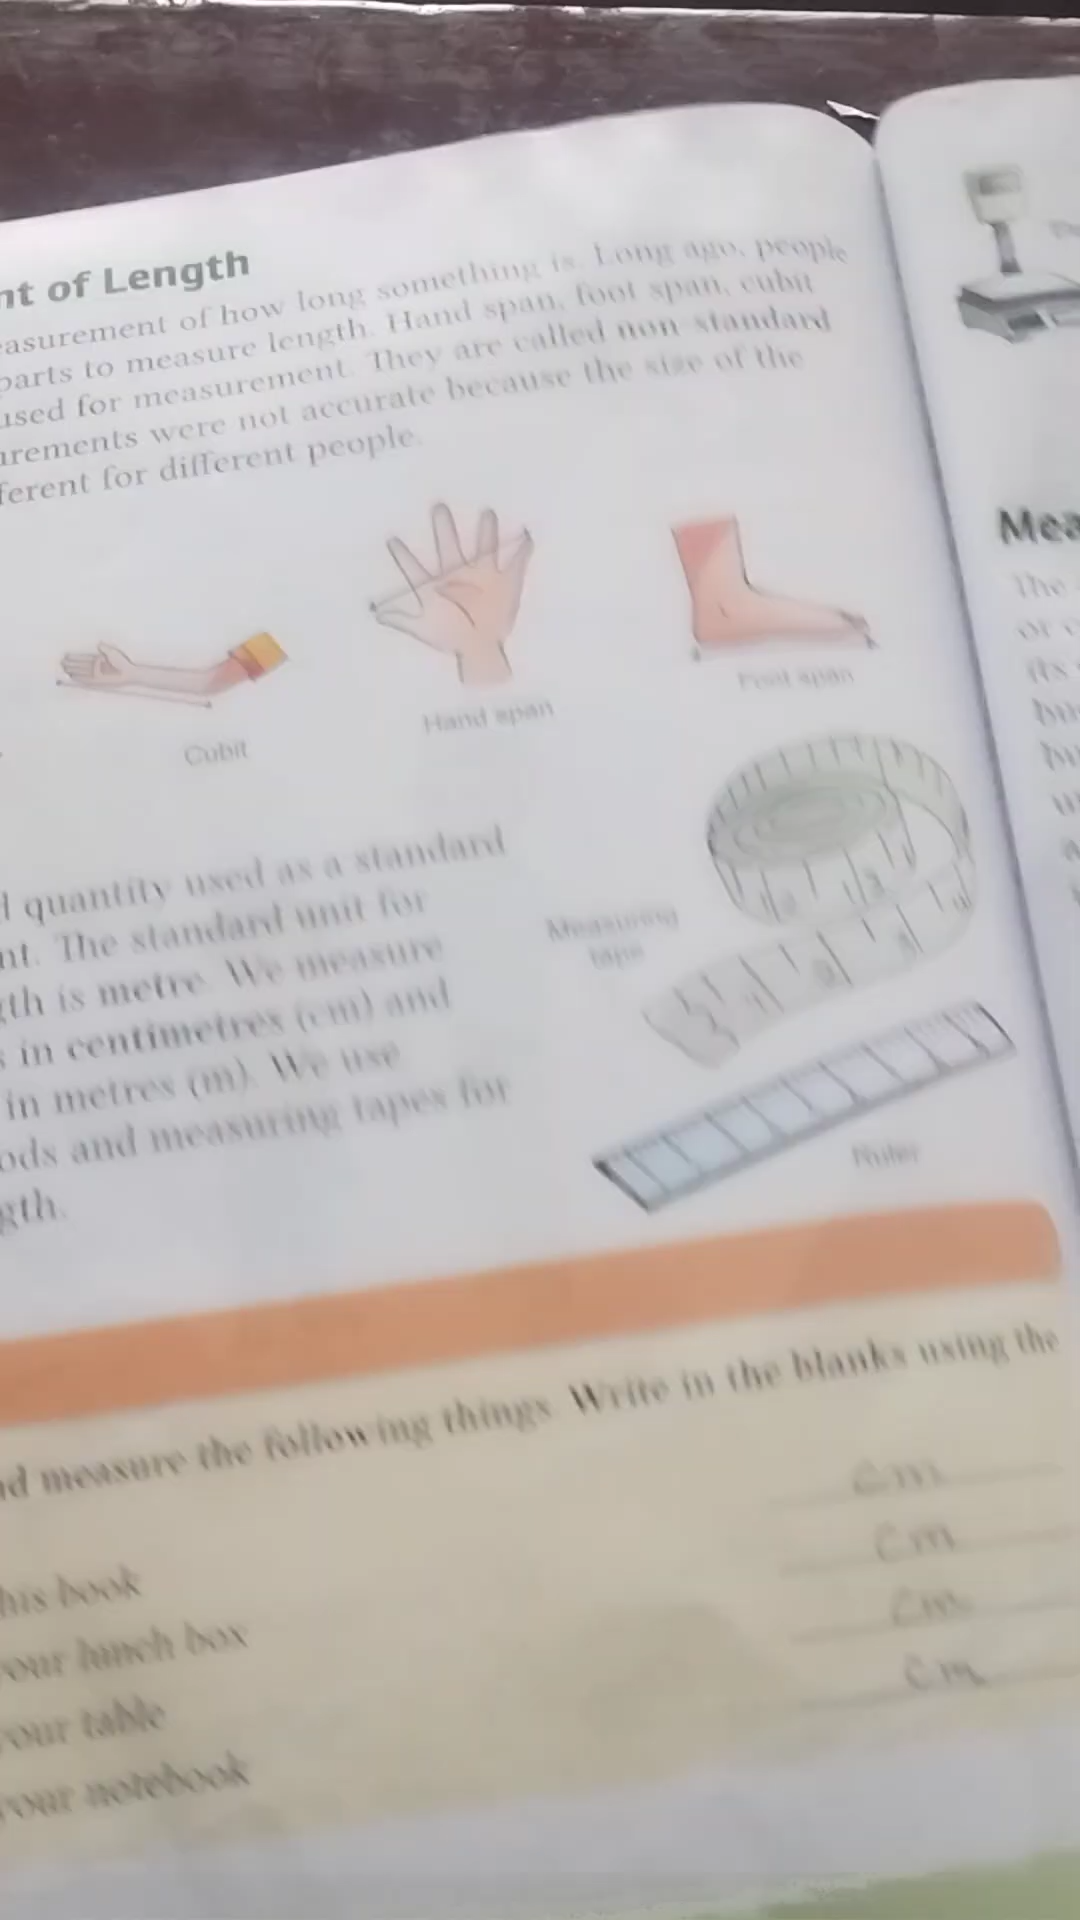 nt of Length
easurement of how long something is. Long ago, people
parts to measure length. Hand span, foot span, cubit
used for measurement. They are called non-standard
urements were not accurate because the size of the
ferent for different people.
Cubit
Hand span
Foot span
quantity used as a standard
nt. The standard unit for
gth is metre. We measure
s in centimetres (cm) and
in metres (m). We use
ods and measuring tapes for
gth.
Measuring
tape
Ruler
nd measure the following things. Write in the blanks using the
cm
his book
cm
our lunch box
cm
our table
cm
our notebook
Mea
The
or
its